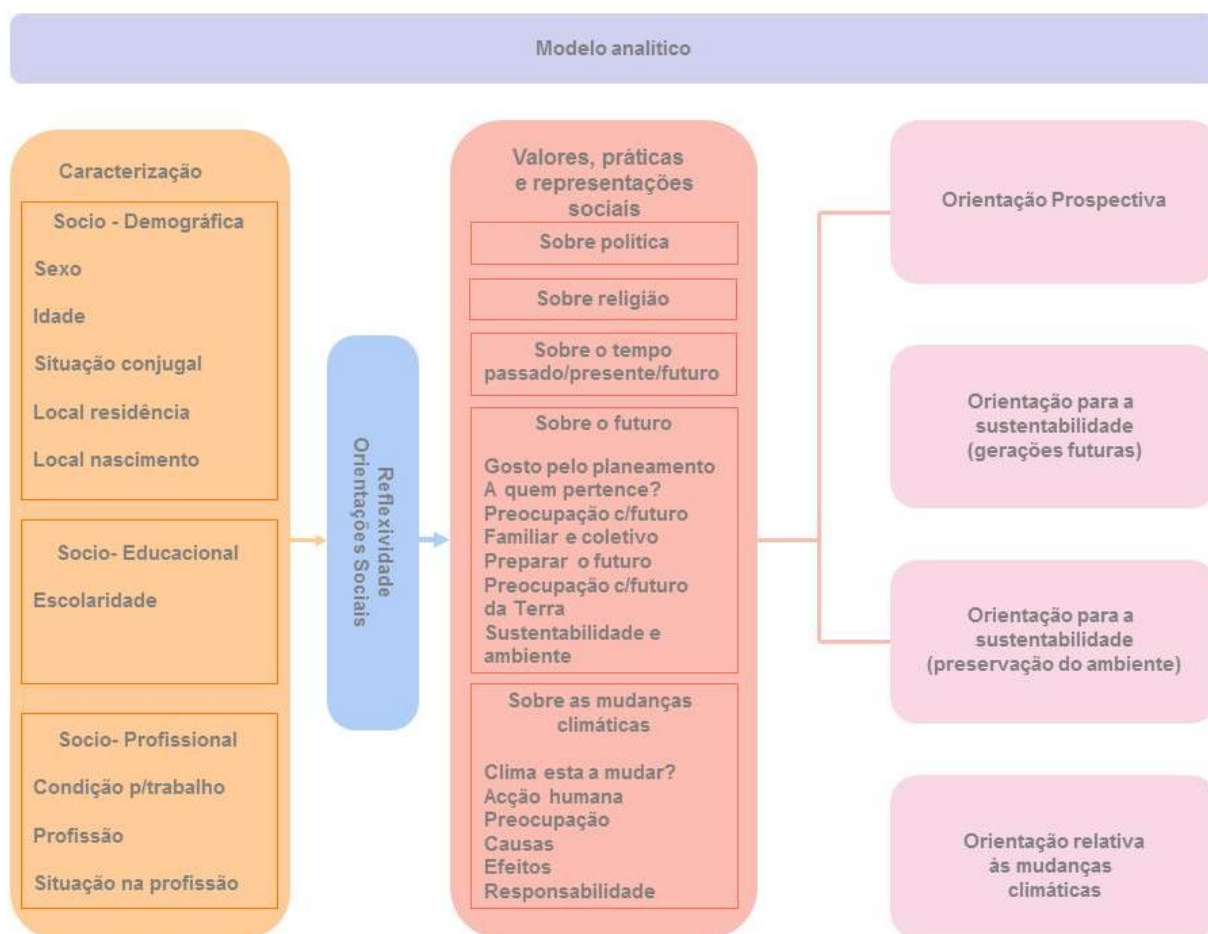 Modelo analítico
Caracterização
Socio - Demográfica
Sexo
Idade
Situação conjugal
Local residência
Local nascimento
Socio- Educacional
Escolaridade
Socio- Profissional
Condição p/trabalho
Profissão
Situação na profissão
Reflexividade
Orientações Sociais
Valores, práticas
e representações
sociais
Sobre política
Sobre religião
Sobre o tempo
passado/presente/futuro
Sobre o futuro
Gosto pelo planeamento
A quem pertence?
Preocupação c/futuro
Familiar e coletivo
Preparar o futuro
Preocupação c/futuro
da Terra
Sustentabilidade e
ambiente
Sobre as mudanças
climáticas
Clima esta a mudar?
Acção humana
Preocupação
Causas
Efeitos
Responsabilidade
Orientação Prospectiva
Orientação para a
sustentabilidade
(gerações futuras)
Orientação para a
sustentabilidade
(preservação do ambiente)
Orientação relativa
às mudanças
climáticas